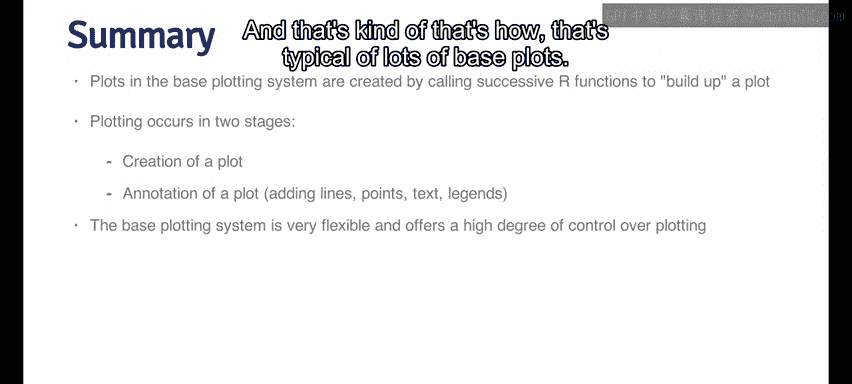 Summary
And that's kind of that's how, that's
typical of lots of base plots.
· Plots in the base plotting system are created by calling successive R functions to "build up" a plot
· Plotting occurs in two stages:
- Creation of a plot
- Annotation of a plot (adding lines, points, text, legends)
· The base plotting system is very flexible and offers a high degree of control over plotting